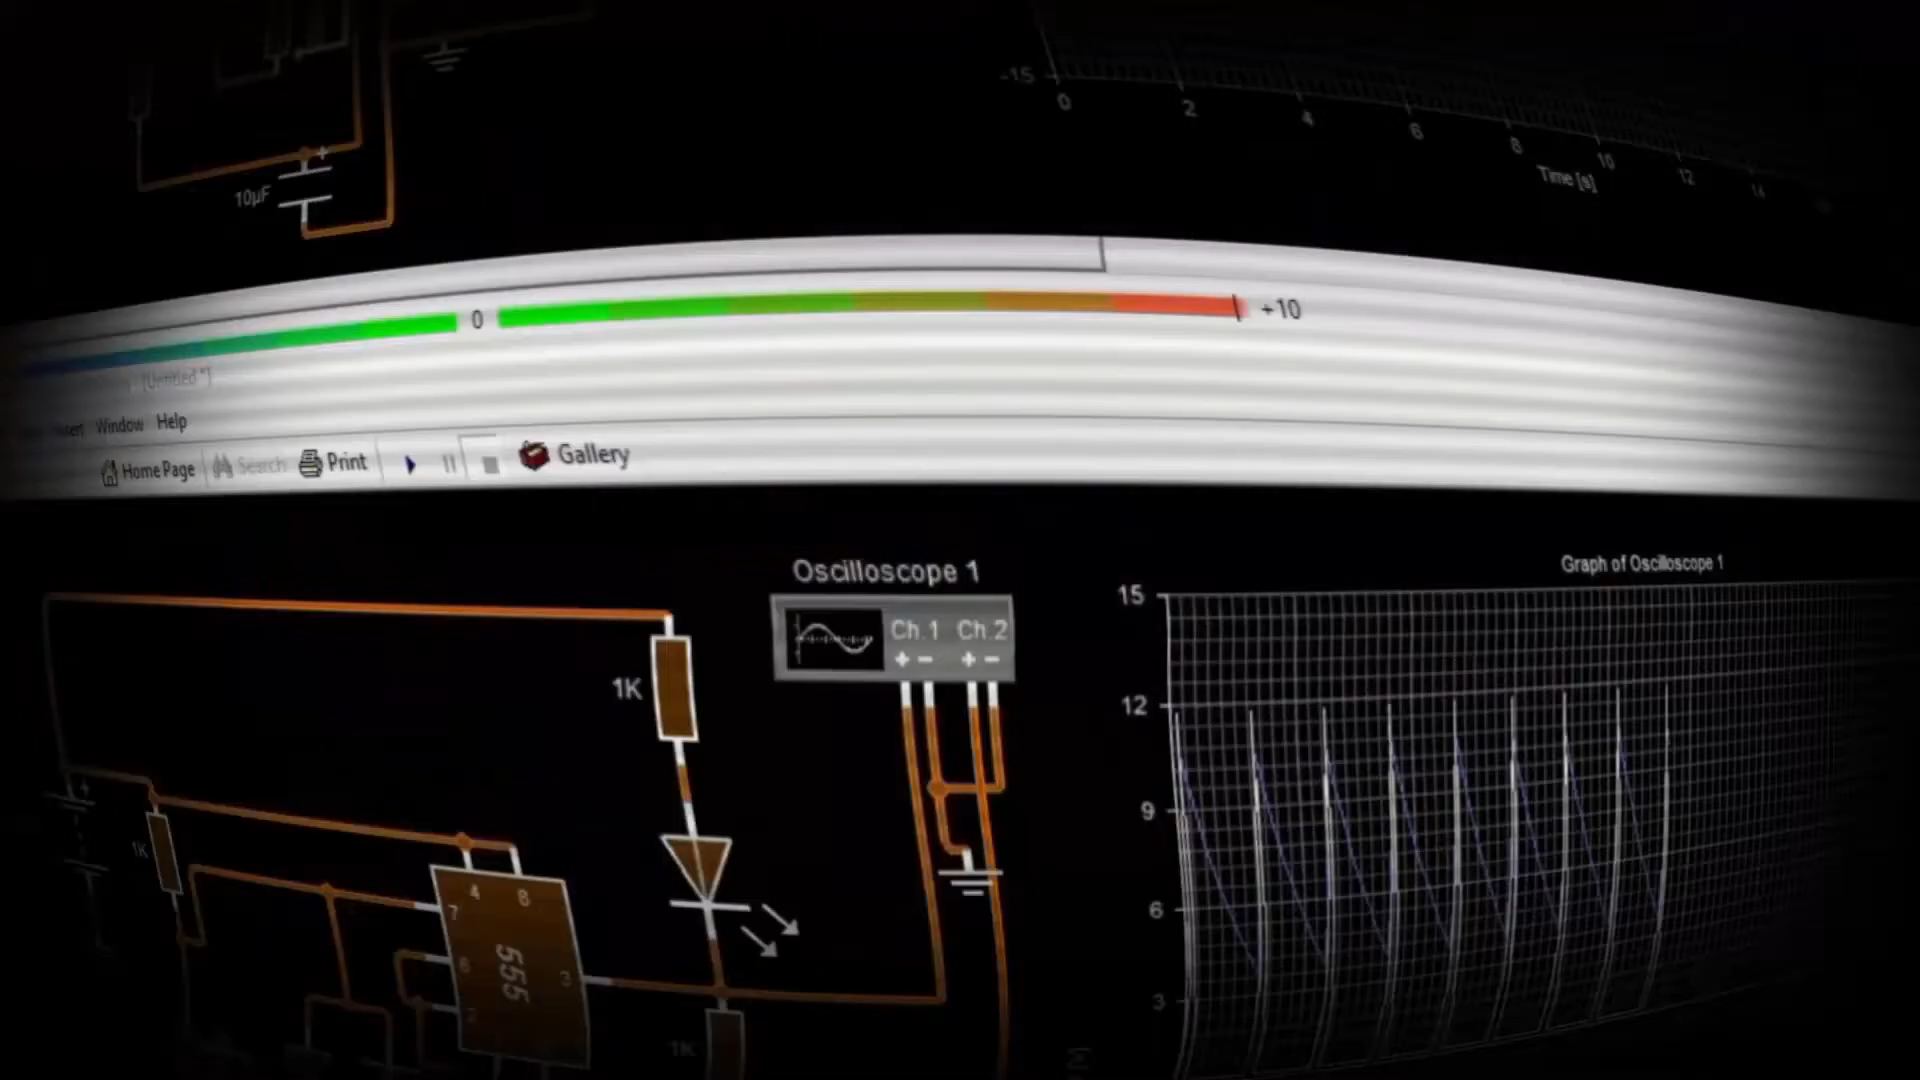 -15
0 2 4 6 8 10 12 14
Time [s]
+
10µF
0 +10
[Untitled *]
Window Help
Home Page Search Print Gallery
Oscilloscope 1
Ch.1 Ch.2
+ - + -
1K
+
1K
4 8
7
6
555
3
2
1K
Graph of Oscilloscope 1
15
12
9
6
3